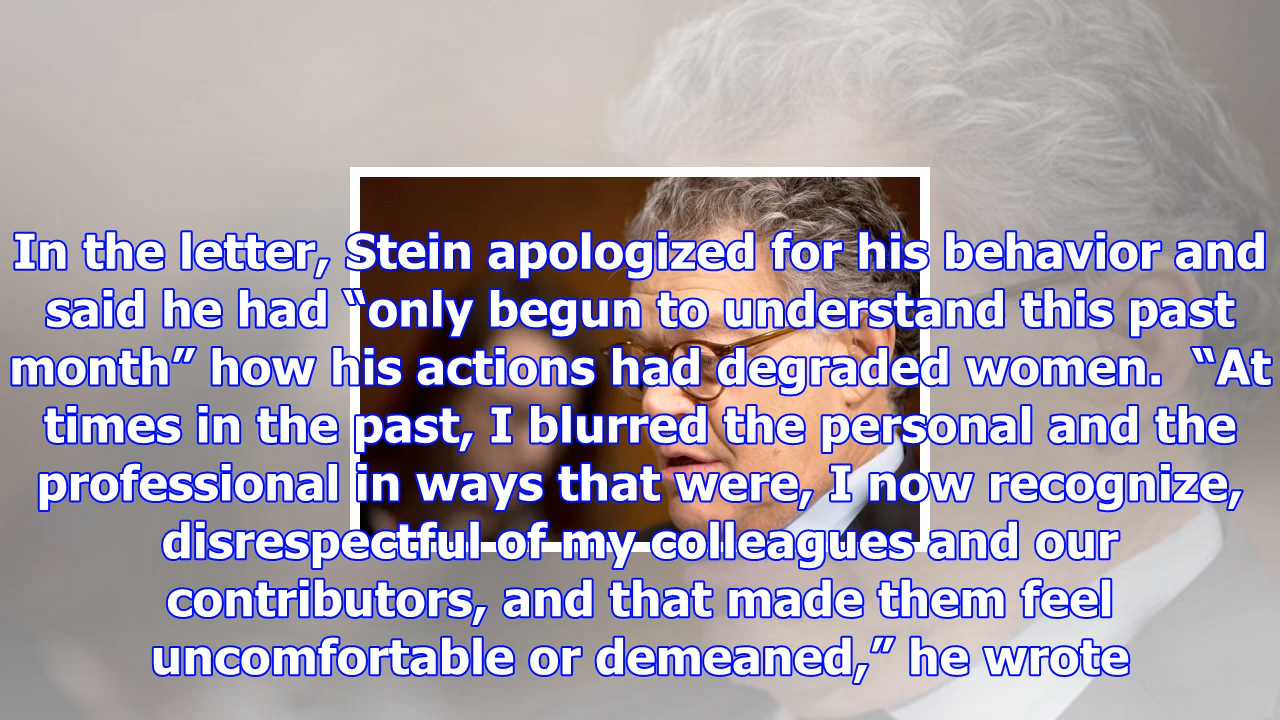 In the letter, Stein apologized for his behavior and
said he had “only begun to understand this past
month” how his actions had degraded women.  “At
times in the past, I blurred the personal and the
professional in ways that were, I now recognize,
disrespectful of my colleagues and our
contributors, and that made them feel
uncomfortable or demeaned,” he wrote